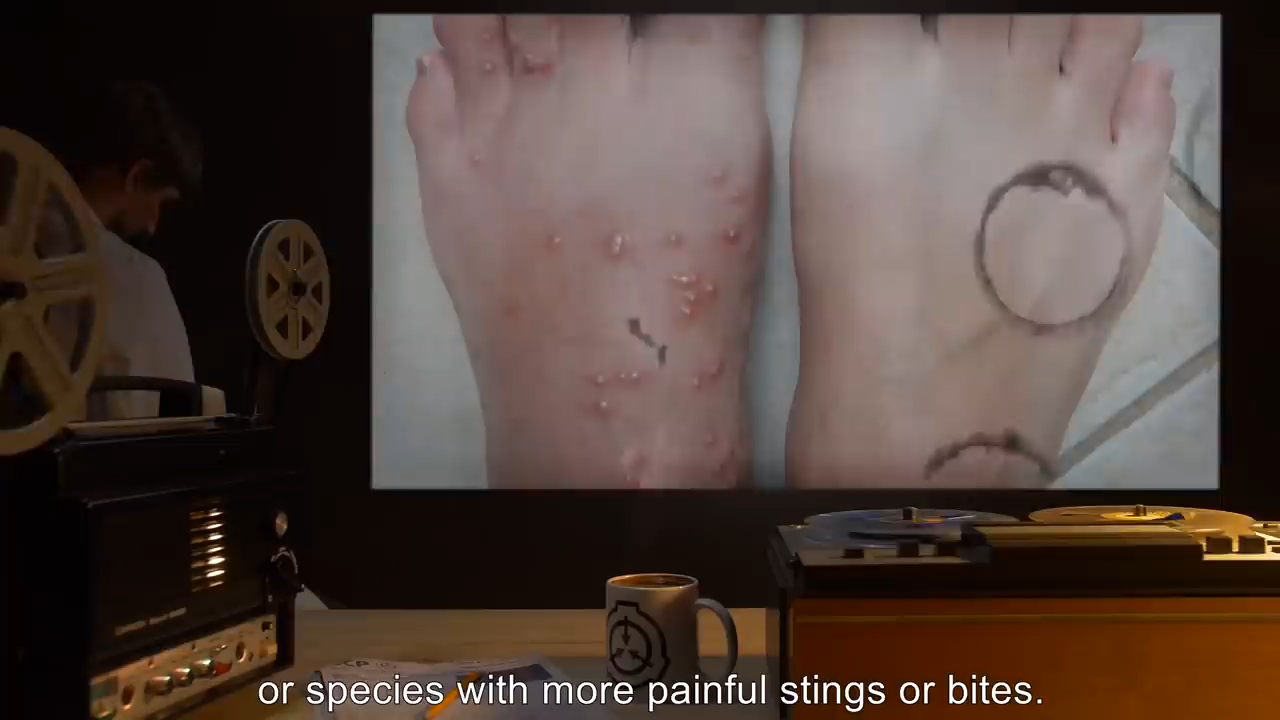 or species with more painful stings or bites.